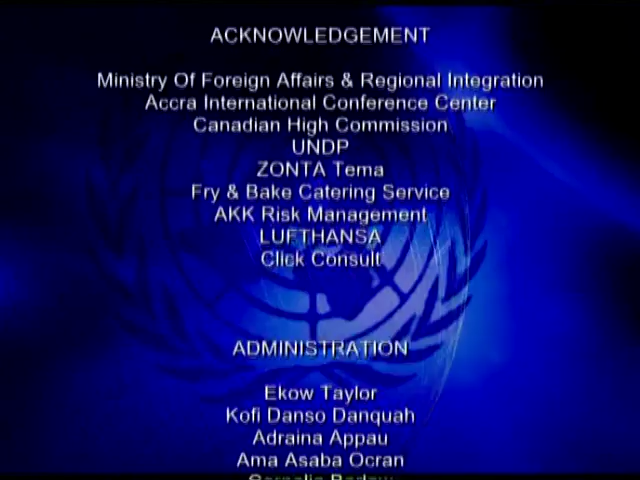 ACKNOWLEDGEMENT
Ministry Of Foreign Affairs & Regional Integration
Accra International Conference Center
Canadian High Commission
UNDP
ZONTA Tema
Fry & Bake Catering Service
AKK Risk Management
LUFTHANSA
Click Consult
ADMINISTRATION
Ekow Taylor
Kofi Danso Danquah
Adraina Appau
Ama Asaba Ocran